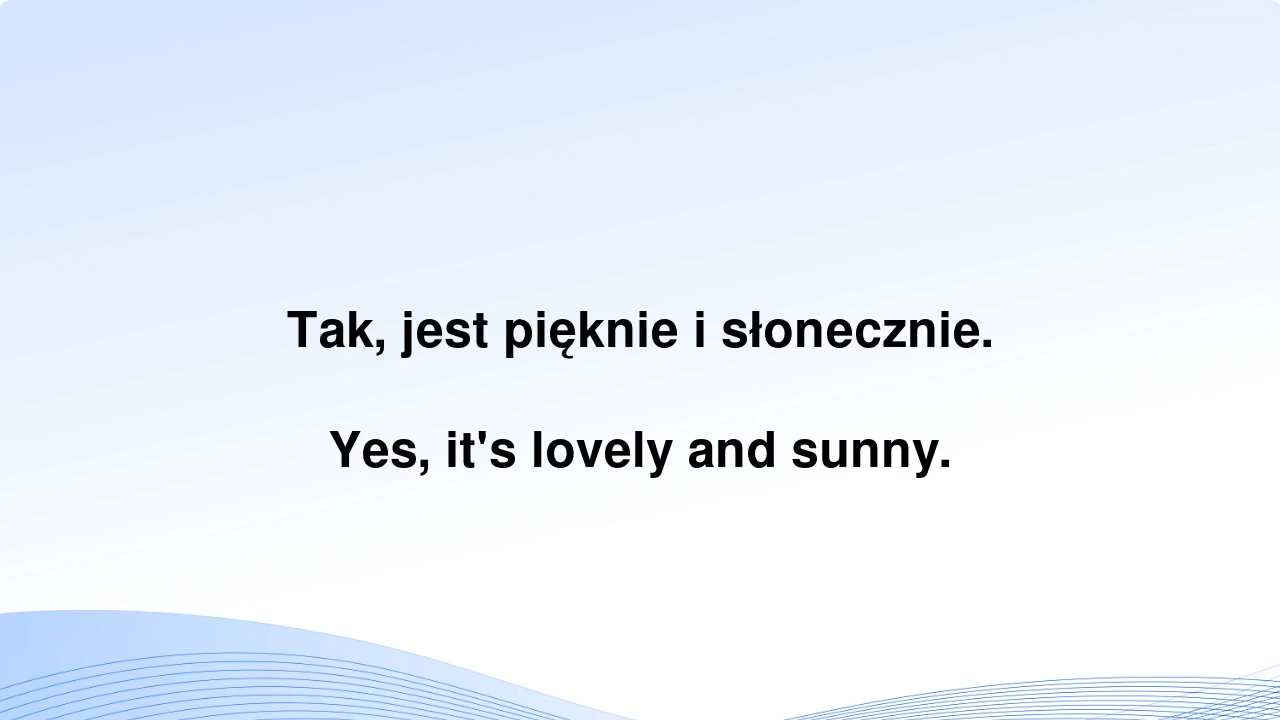 Tak, jest pięknie i słonecznie.
Yes, it's lovely and sunny.